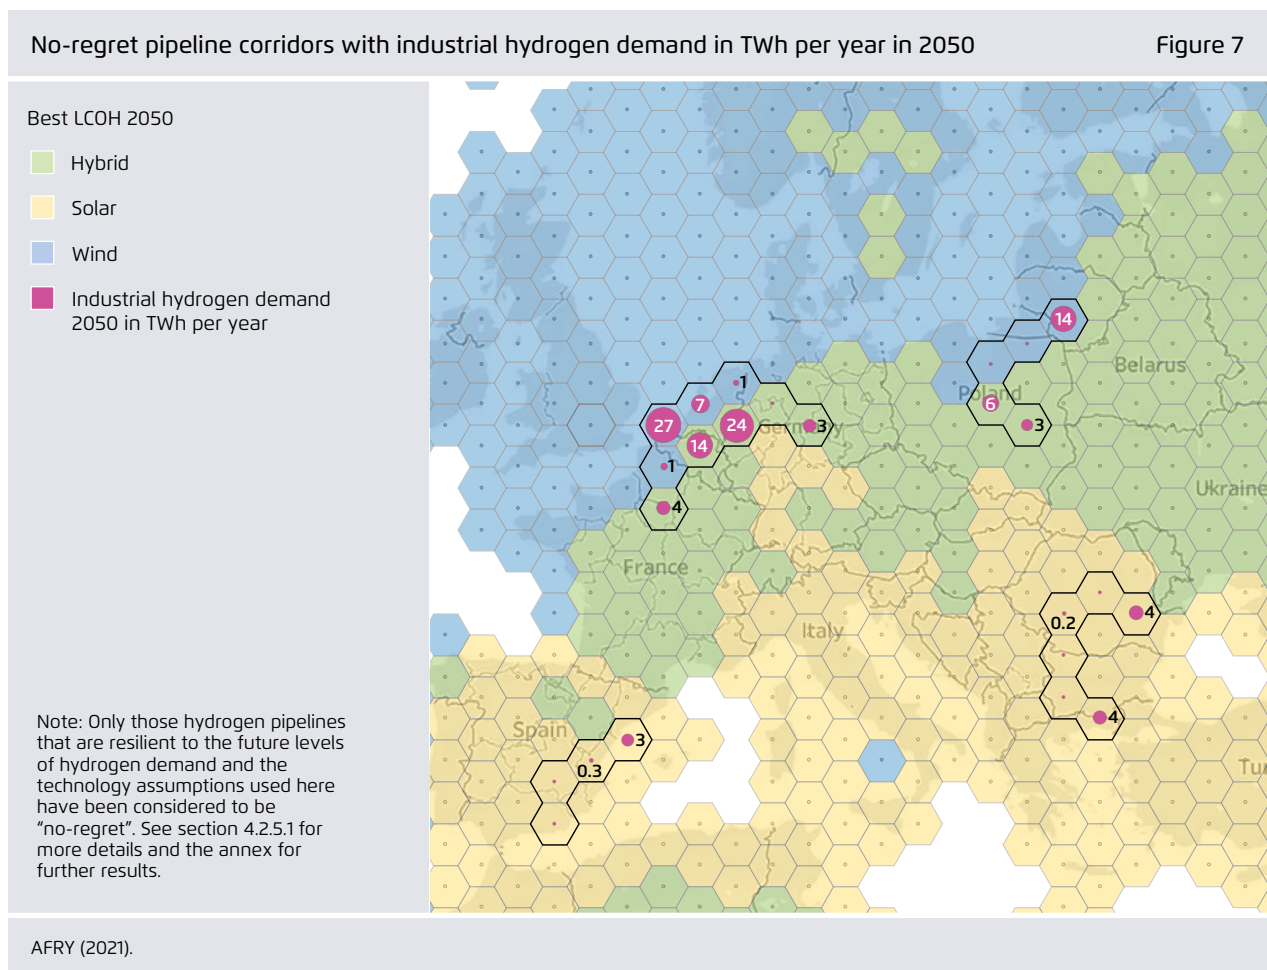 No-regret pipeline corridors with industrial hydrogen demand in TWh per year in 2050
Figure 7
Best LCOH 2050
Hybrid
Solar
Wind
Industrial hydrogen demand
2050 in TWh per year
Note: Only those hydrogen pipelines
that are resilient to the future levels
of hydrogen demand and the
technology assumptions used here
have been considered to be
“no-regret”. See section 4.2.5.1 for
more details and the annex for
further results.
14
Belarus
1
Poland
7
6
27
24
Germany
3
3
14
1
Ukraine
4
France
0.2
4
Italy
4
Spain
3
0.3
Tur
AFRY (2021).